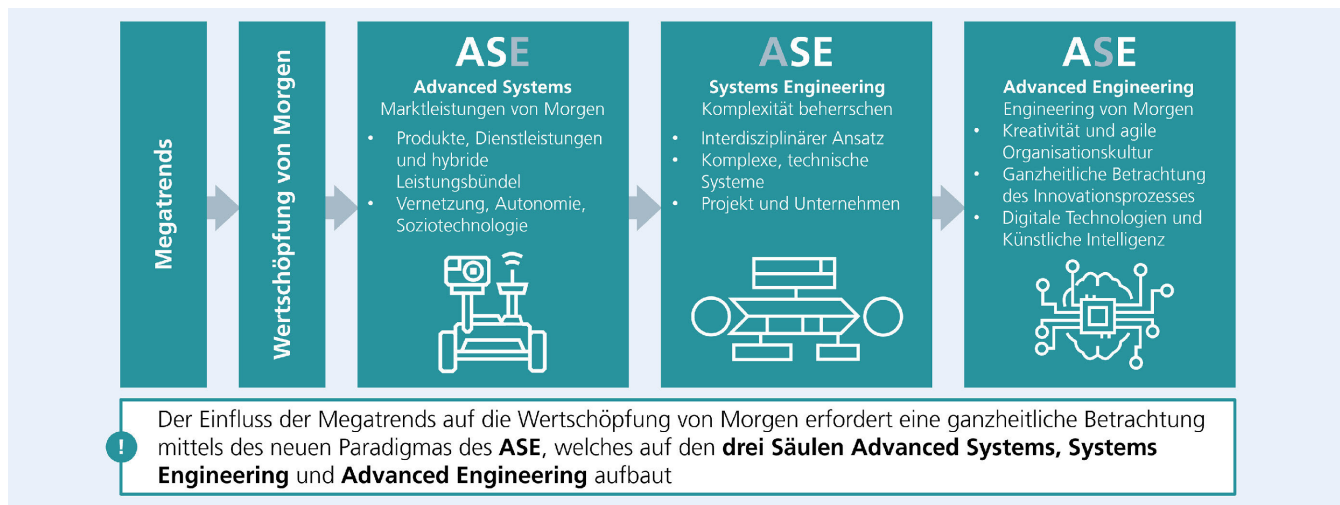 Megatrends
Wertschöpfung von Morgen
ASE
Advanced Systems
Marktleistungen von Morgen
• Produkte, Dienstleistungen
und hybride
Leistungsbündel
• Vernetzung, Autonomie,
Soziotechnologie
ASE
Systems Engineering
Komplexität beherrschen
• Interdisziplinärer Ansatz
• Komplexe, technische
Systeme
• Projekt und Unternehmen
ASE
Advanced Engineering
Engineering von Morgen
• Kreativität und agile
Organisationskultur
• Ganzheitliche Betrachtung
des Innovationsprozesses
• Digitale Technologien und
Künstliche Intelligenz
!
Der Einfluss der Megatrends auf die Wertschöpfung von Morgen erfordert eine ganzheitliche Betrachtung
mittels des neuen Paradigmas des ASE, welches auf den drei Säulen Advanced Systems, Systems
Engineering und Advanced Engineering aufbaut